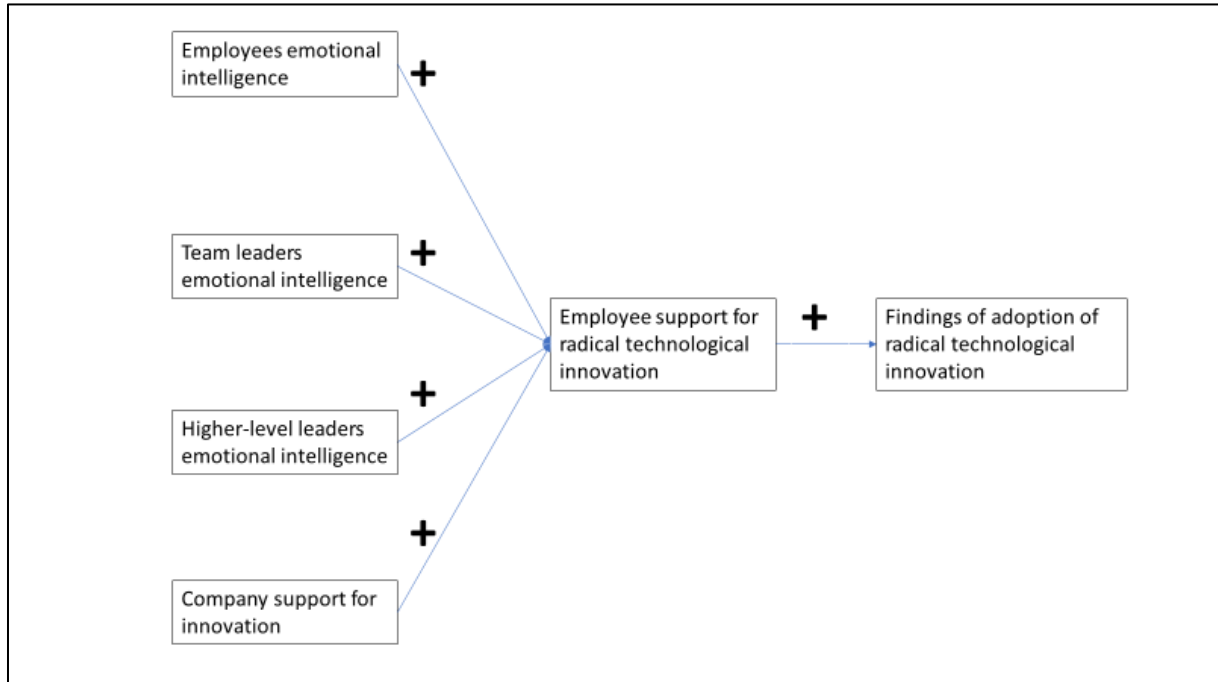 Employees emotional
intelligence
+
Team leaders
emotional intelligence
+
Employee support for
radical technological
innovation
+
Findings of adoption of
radical technological
innovation
Higher-level leaders
emotional intelligence
+
Company support for
innovation
+